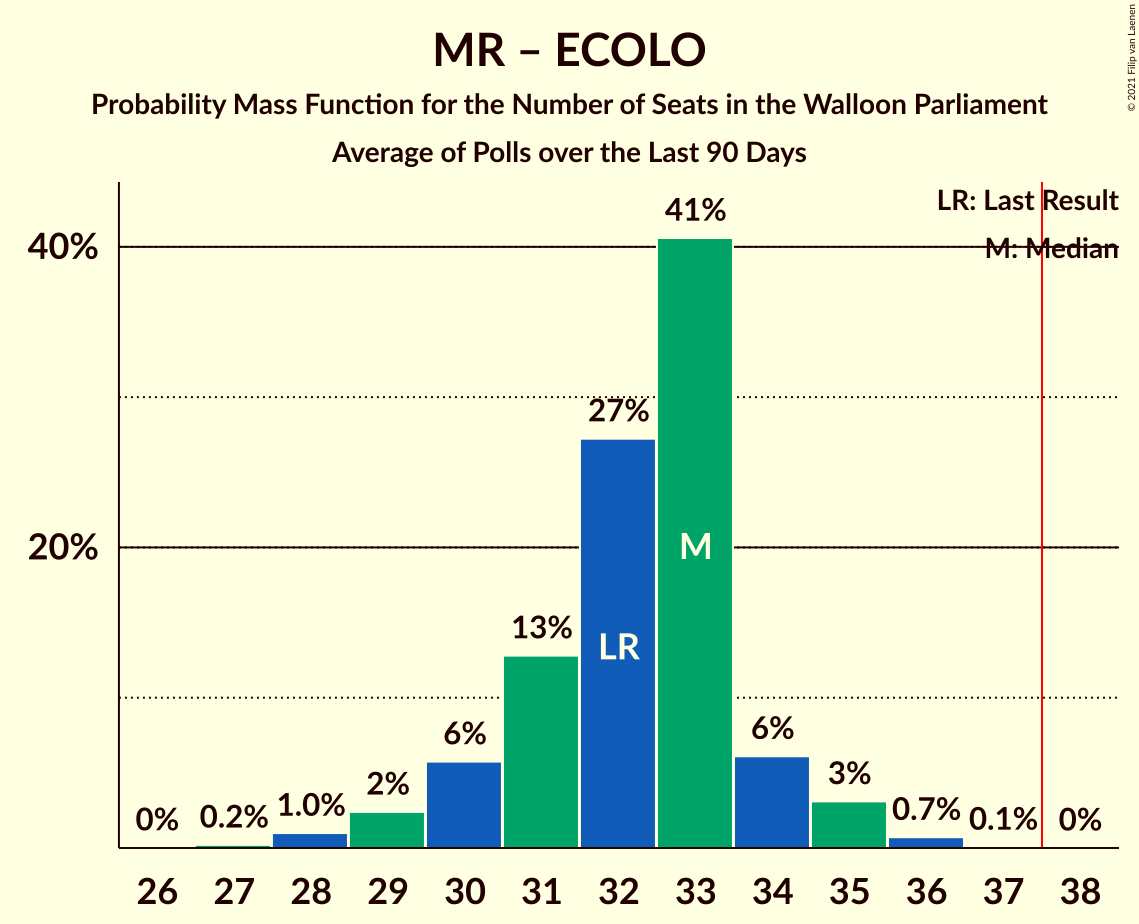 MR – ECOLO
Probability Mass Function for the Number of Seats in the Walloon Parliament
Average of Polls over the Last 90 Days
© 2021 Filip van Laenen
LR: Last Result
M: Median
40%
20%
0%
0.2%
1.0%
2%
6%
13%
27%
41%
6%
3%
0.7%
0.1%
0%
LR
M
26 27 28 29 30 31 32 33 34 35 36 37 38